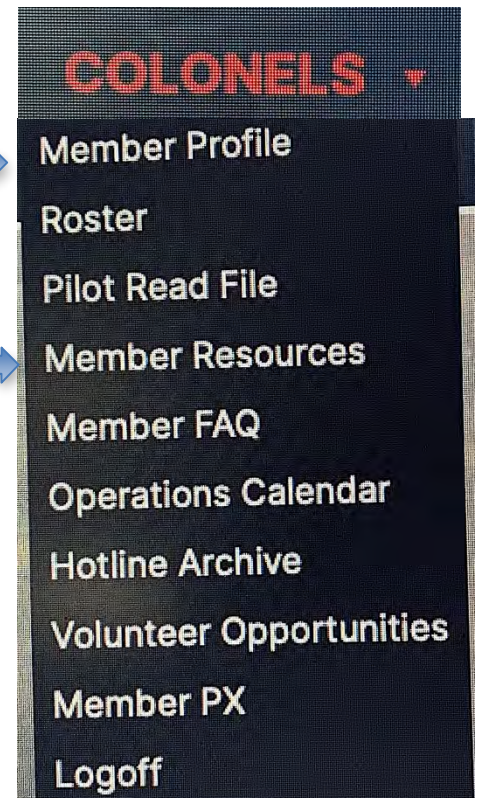 COLONELS
Member Profile
Roster
Pilot Read File
Member Resources
Member FAQ
Operations Calendar
Hotline Archive
Volunteer Opportunities
Member PX
Logoff